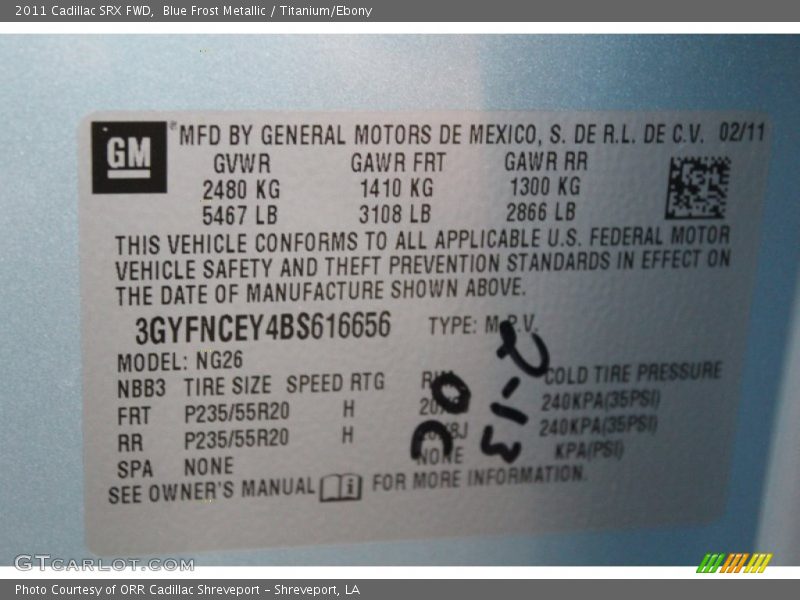 2011 Cadillac SRX FWD,  Blue Frost Metallic / Titanium/Ebony
GM
® MFD BY GENERAL MOTORS DE MEXICO, S. DE R.L. DE C.V. 02/11
GVWR GAWR FRT GAWR RR
2480 KG 1410 KG 1300 KG
5467 LB 3108 LB 2866 LB
THIS VEHICLE CONFORMS TO ALL APPLICABLE U.S. FEDERAL MOTOR
VEHICLE SAFETY AND THEFT PREVENTION STANDARDS IN EFFECT ON
THE DATE OF MANUFACTURE SHOWN ABOVE.
3GYFNCEY4BS616656 TYPE: M.P.V.
MODEL: NG26
NBB3 TIRE SIZE SPEED RTG COLD TIRE PRESSURE
FRT P235/55R20 H 240KPA(35PSI)
RR P235/55R20 H 240KPA(35PSI)
SPA NONE NONE KPA(PSI)
SEE OWNER'S MANUAL i FOR MORE INFORMATION.
GTCARLOT.COM
Photo Courtesy of ORR Cadillac Shreveport – Shreveport, LA